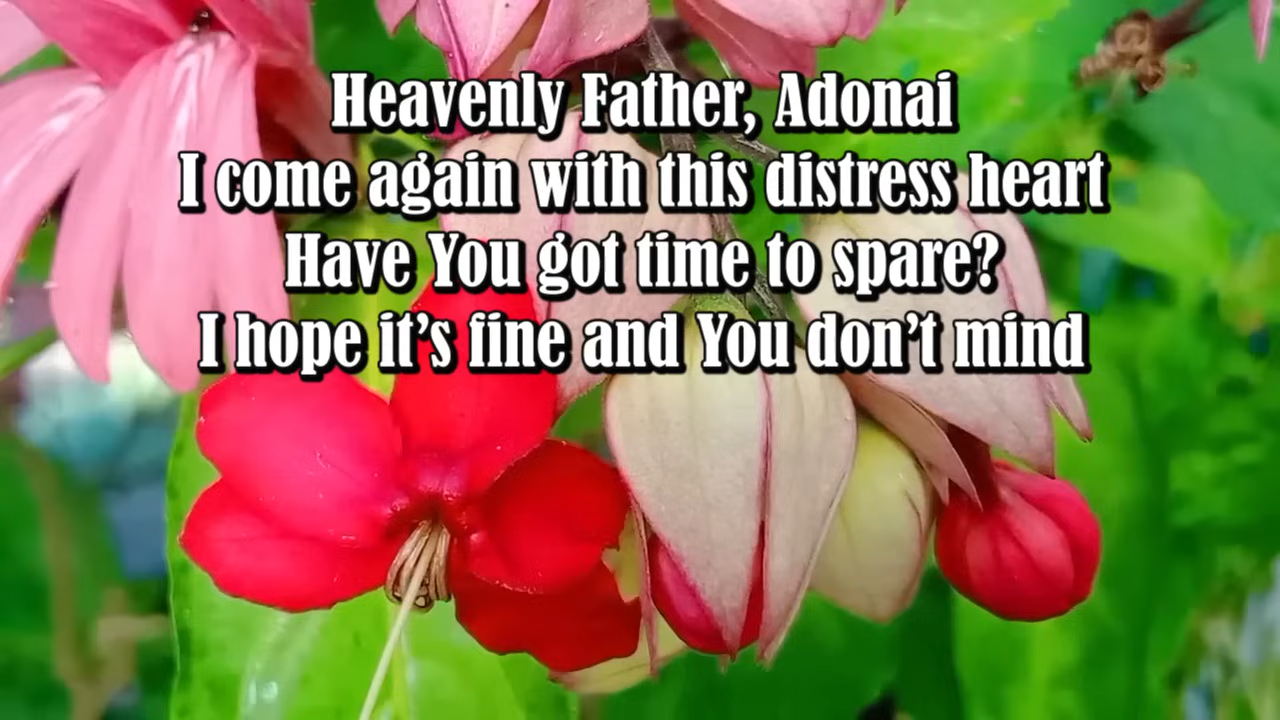 Heavenly Father, Adonai
I come again with this distress heart
Have You got time to spare?
I hope it's fine and You don't mind